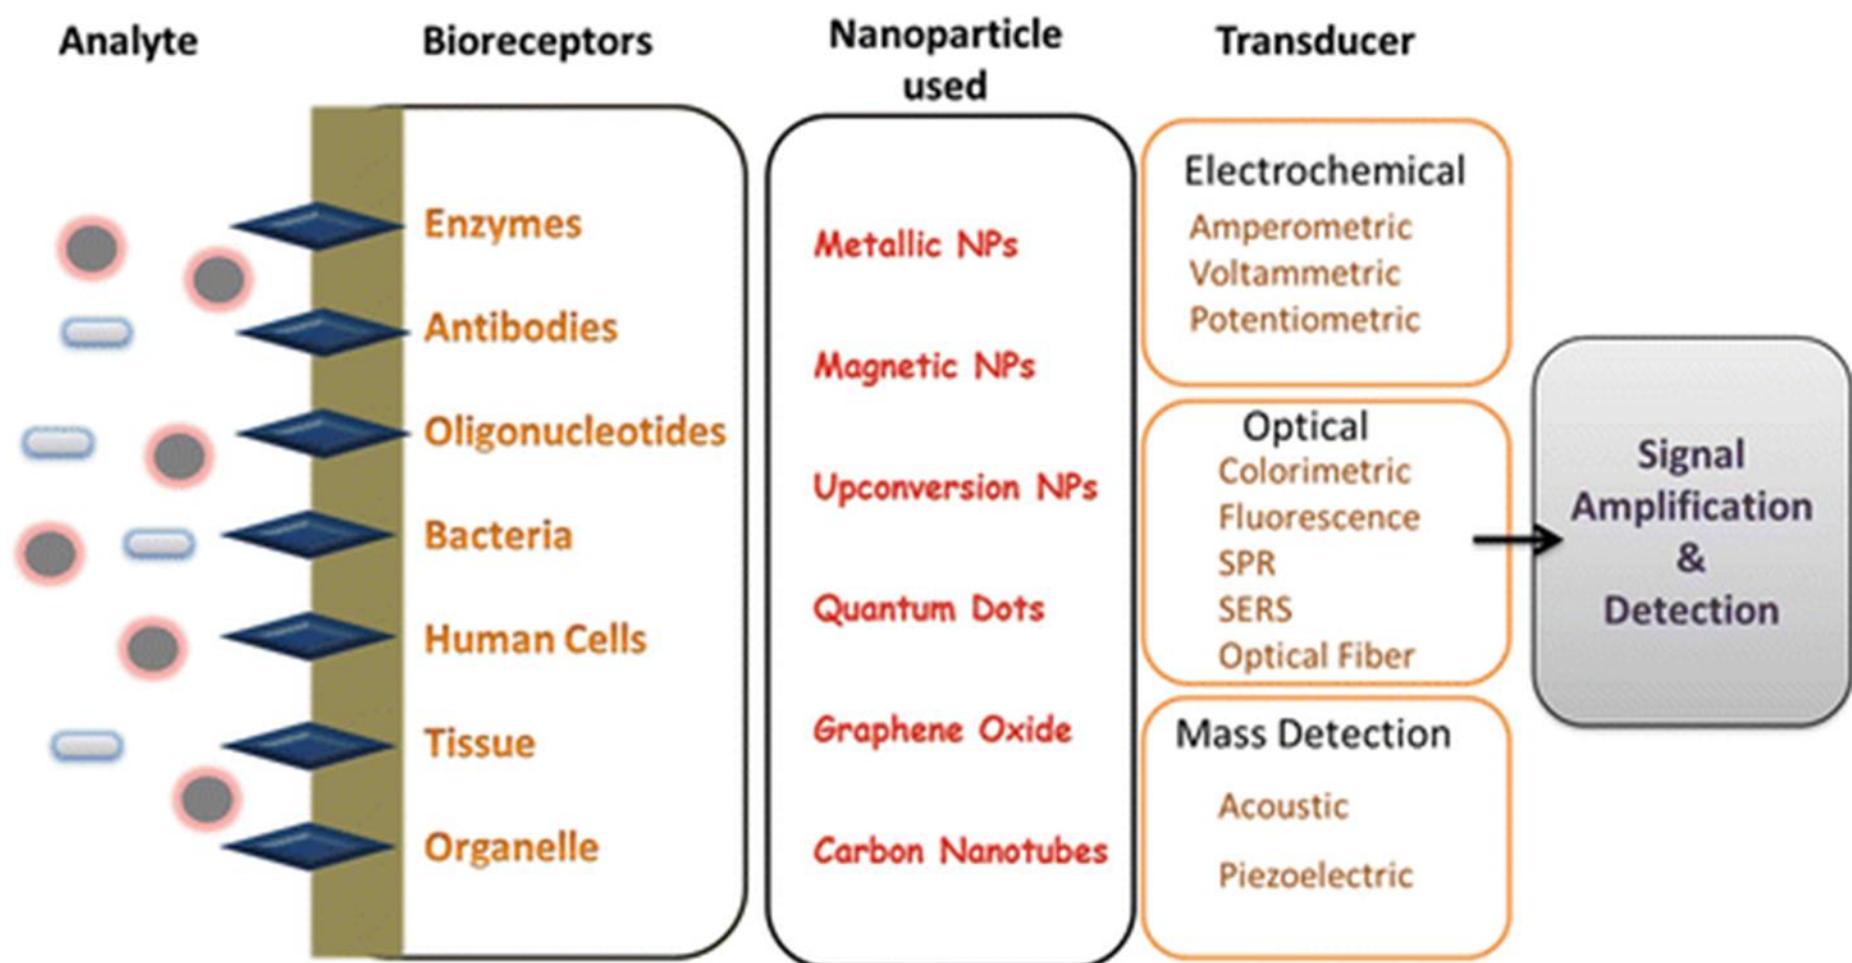 Analyte
Bioreceptors
Nanoparticle
used
Transducer
Enzymes
Antibodies
Oligonucleotides
Bacteria
Human Cells
Tissue
Organelle
Metallic NPs
Magnetic NPs
Upconversion NPs
Quantum Dots
Graphene Oxide
Carbon Nanotubes
Electrochemical
Amperometric
Voltammetric
Potentiometric
Optical
Colorimetric
Fluorescence
SPR
SERS
Optical Fiber
Mass Detection
Acoustic
Piezoelectric
Signal
Amplification
&
Detection